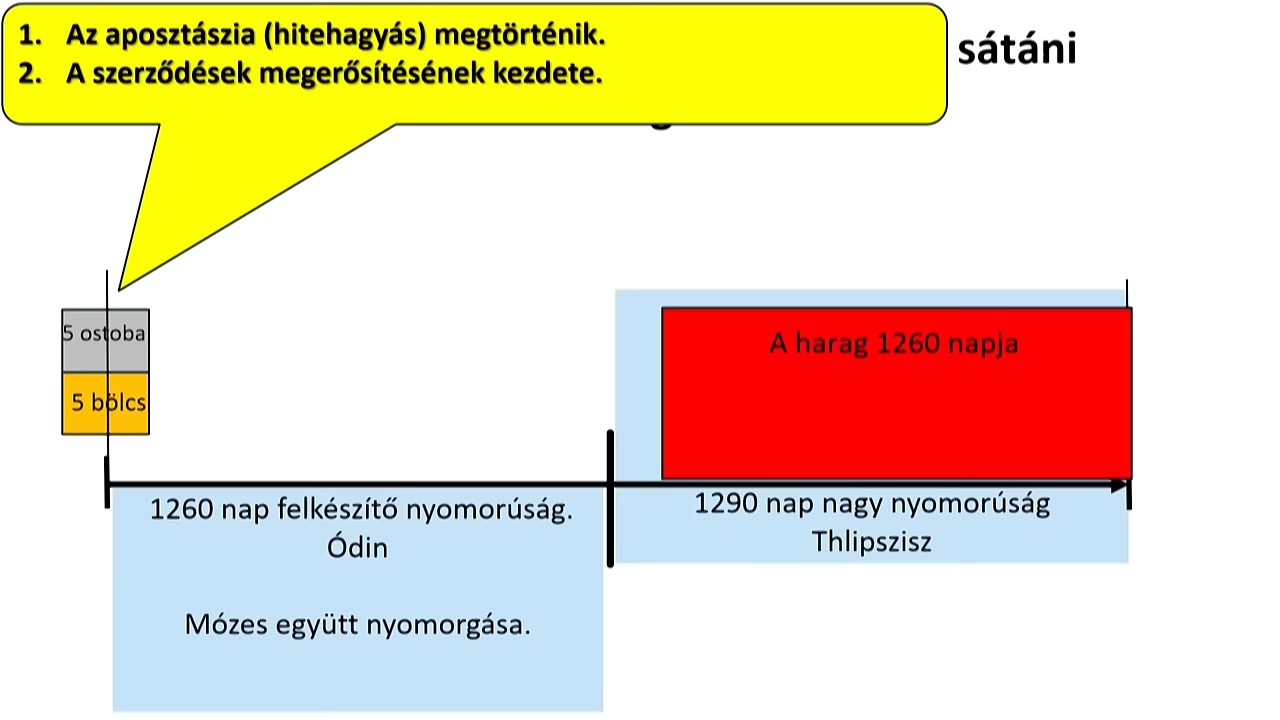 1. Az aposztászia (hitehagyás) megtörténik.
2. A szerződések megerősítésének kezdete.
sátáni
5 ostoba
5 bölcs
A harag 1260 napja
1260 nap felkészítő nyomorúság.
Ódin
Mózes együtt nyomorgása.
1290 nap nagy nyomorúság
Thlipszisz